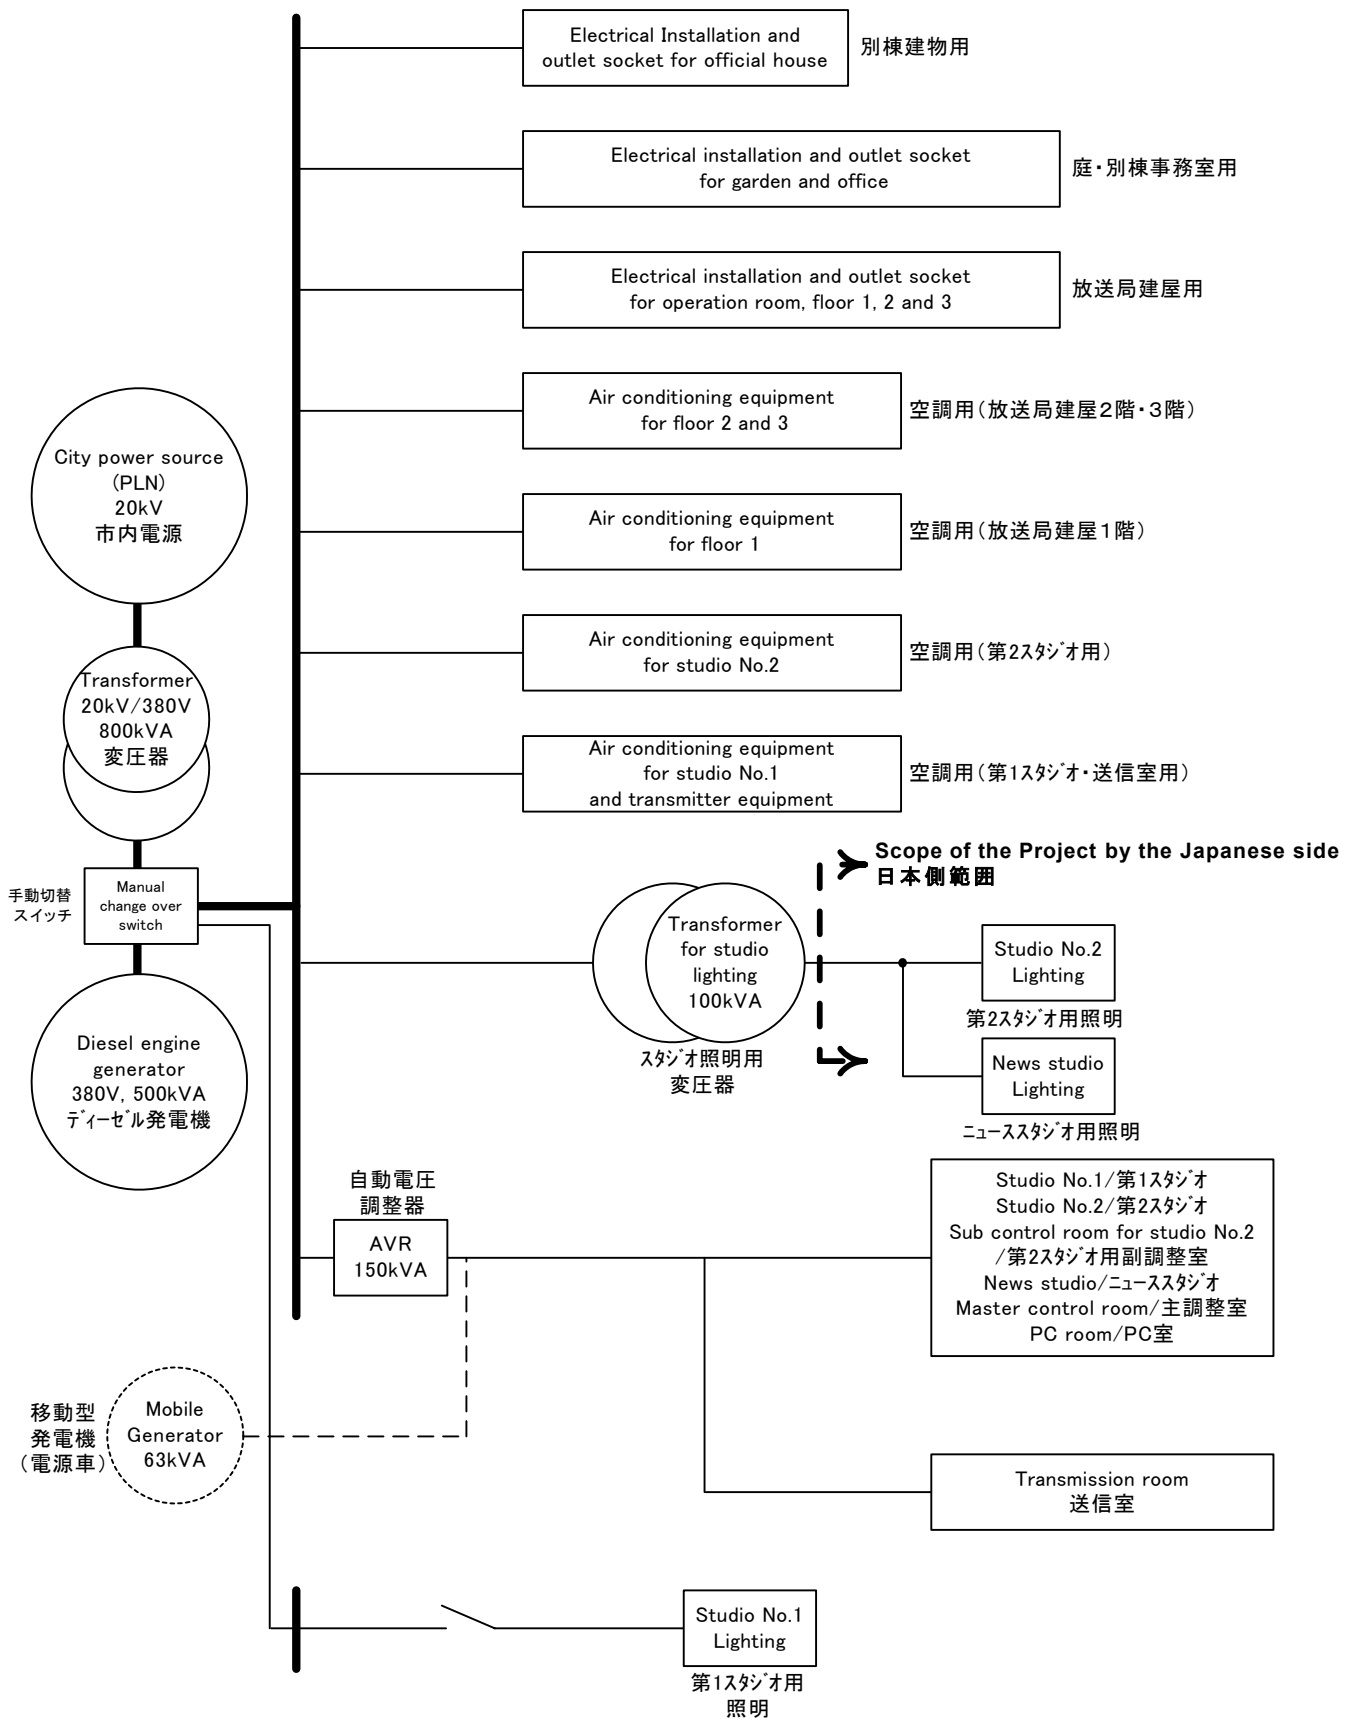 Electrical Installation and
outlet socket for official house
別棟建物用
Electrical installation and outlet socket
for garden and office
庭・別棟事務室用
Electrical installation and outlet socket
for operation room, floor 1, 2 and 3
放送局建屋用
Air conditioning equipment
for floor 2 and 3
空調用(放送局建屋2階・3階)
City power source
(PLN)
20kV
市内電源
Air conditioning equipment
for floor 1
空調用(放送局建屋1階)
Air conditioning equipment
for studio No.2
空調用(第2ｽﾀｼﾞｵ用)
Transformer
20kV/380V
800kVA
変圧器
Air conditioning equipment
for studio No.1
and transmitter equipment
空調用(第1ｽﾀｼﾞｵ・送信室用)
Scope of the Project by the Japanese side
日本側範囲
手動切替
スイッチ
Manual
change over
switch
Transformer
for studio
lighting
100kVA
ｽﾀｼﾞｵ照明用
変圧器
Studio No.2
Lighting
第2ｽﾀｼﾞｵ用照明
News studio
Lighting
ﾆｭｰｽｽﾀｼﾞｵ用照明
Diesel engine
generator
380V, 500kVA
ﾃﾞｨｰｾﾞﾙ発電機
自動電圧
調整器
AVR
150kVA
Studio No.1/第1ｽﾀｼﾞｵ
Studio No.2/第2ｽﾀｼﾞｵ
Sub control room for studio No.2
/第2ｽﾀｼﾞｵ用副調整室
News studio/ﾆｭｰｽｽﾀｼﾞｵ
Master control room/主調整室
PC room/PC室
移動型
発電機
(電源車)
Mobile
Generator
63kVA
Transmission room
送信室
Studio No.1
Lighting
第1ｽﾀｼﾞｵ用
照明